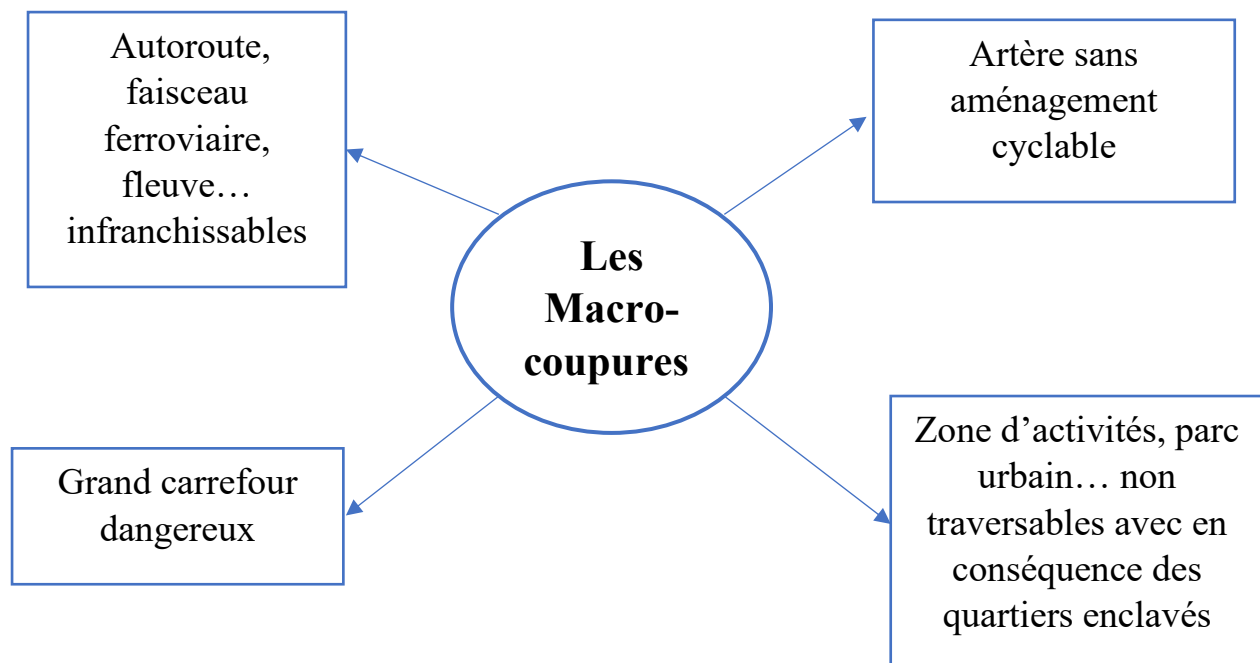 Autoroute,
faisceau
ferroviaire,
fleuve…
infranchissables
Artère sans
aménagement
cyclable
Les
Macro-
coupures
Grand carrefour
dangereux
Zone d’activités, parc
urbain… non
traversables avec en
conséquence des
quartiers enclavés